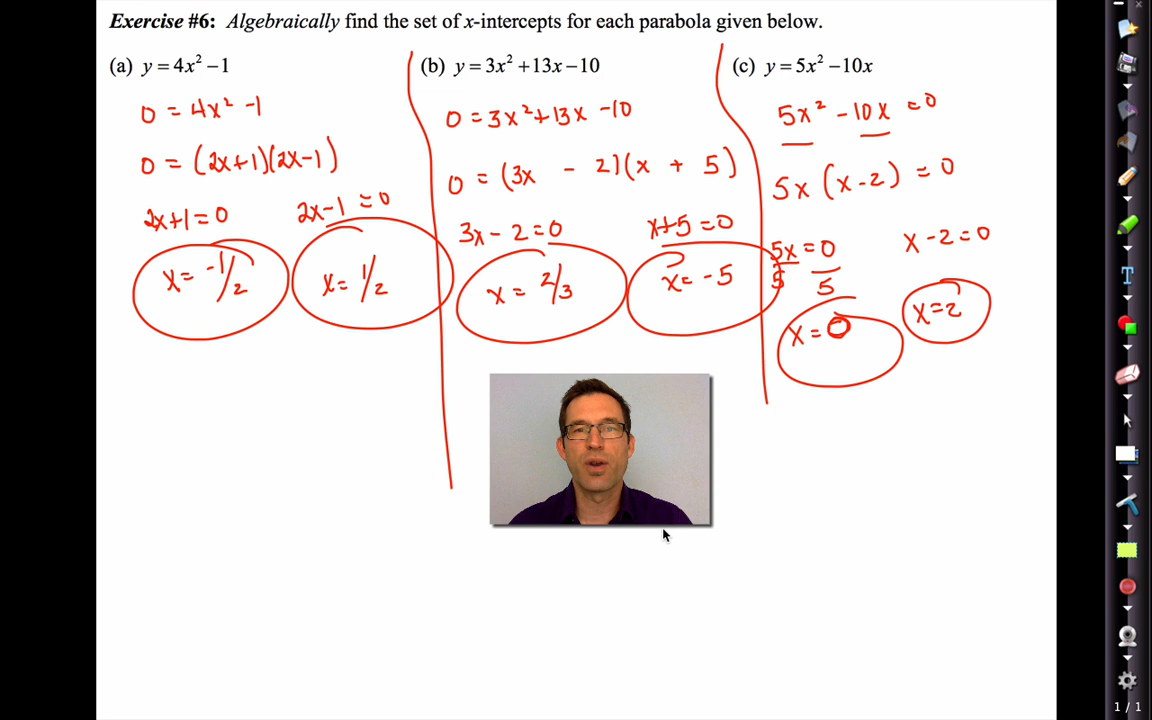 Exercise #6: Algebraically find the set of x-intercepts for each parabola given below.
(a) y = 4x² − 1
0 = 4x² - 1
0 = (2x+1)(2x-1)
2x+1 = 0
2x-1 = 0
x = -1/2
x = 1/2
(b) y = 3x² + 13x − 10
0 = 3x² + 13x - 10
0 = (3x - 2)(x + 5)
3x - 2 = 0
x+5 = 0
x = 2/3
x = -5
(c) y = 5x² − 10x
5x² - 10x = 0
5x (x-2) = 0
5x/5 = 0/5
x - 2 = 0
x = 0
x = 2
T
1 / 1